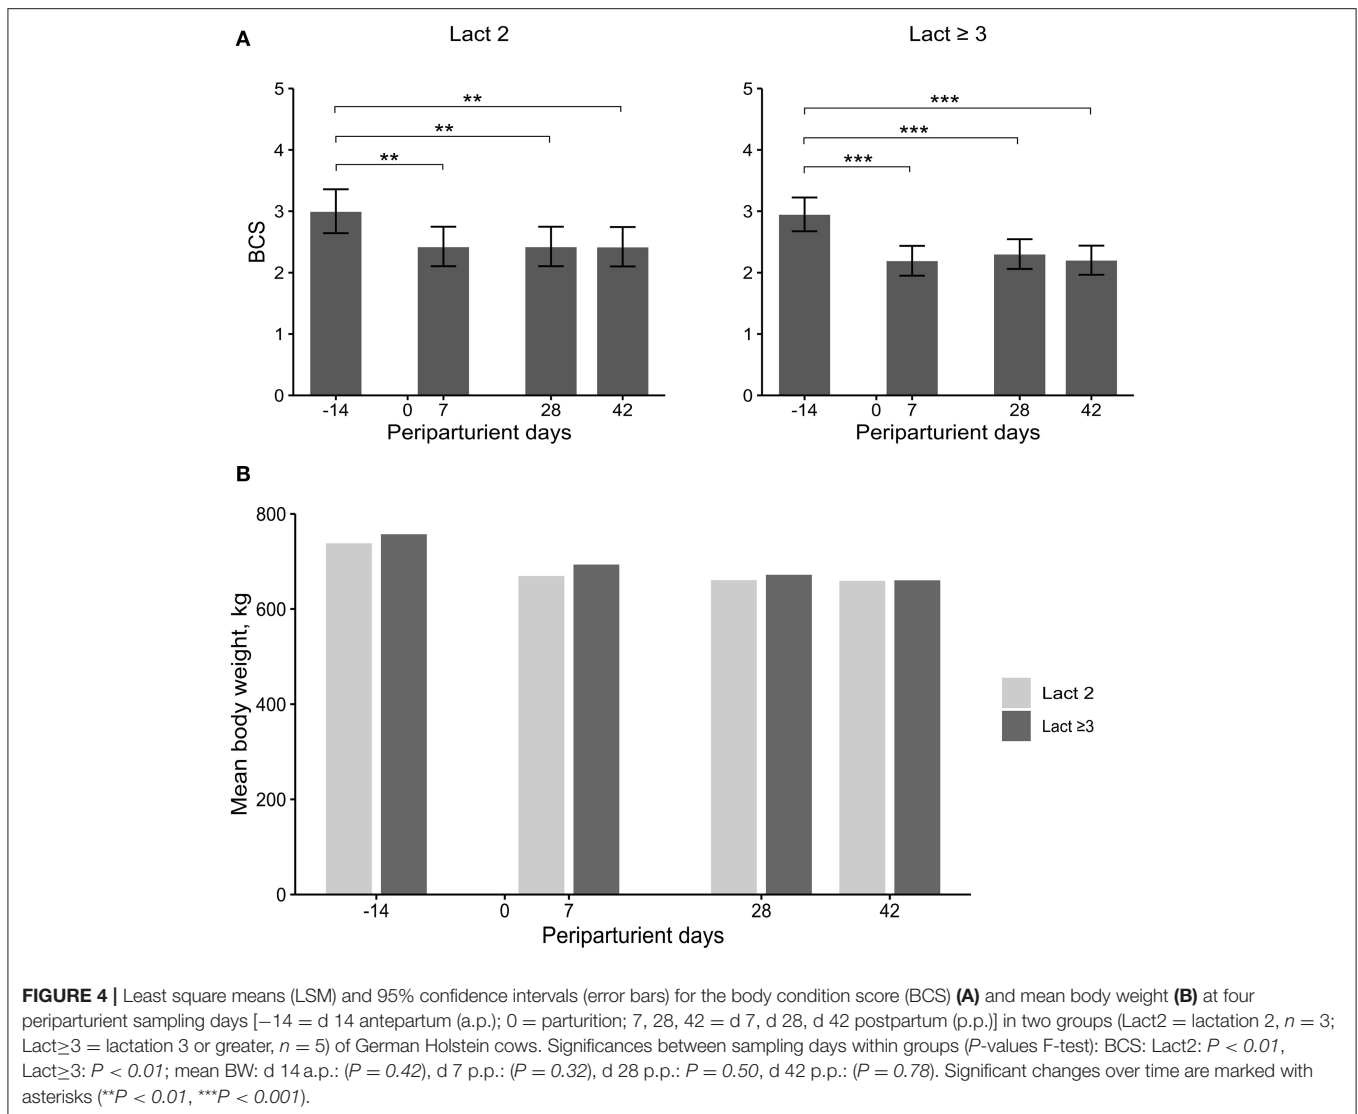 A
Lact 2
Lact ≥ 3
5
4
3
2
1
0
BCS
**
**
**
-14 0 7 28 42
Periparturient days
5
4
3
2
1
0
***
***
***
-14 0 7 28 42
Periparturient days
B
800
600
400
200
0
Mean body weight, kg
-14 0 7 28 42
Periparturient days
Lact 2
Lact ≥3
FIGURE 4 | Least square means (LSM) and 95% confidence intervals (error bars) for the body condition score (BCS) (A) and mean body weight (B) at four
periparturient sampling days [−14 = d 14 antepartum (a.p.); 0 = parturition; 7, 28, 42 = d 7, d 28, d 42 postpartum (p.p.)] in two groups (Lact2 = lactation 2, n = 3;
Lact≥3 = lactation 3 or greater, n = 5) of German Holstein cows. Significances between sampling days within groups (P-values F-test): BCS: Lact2: P < 0.01,
Lact≥3: P < 0.01; mean BW: d 14 a.p.: (P = 0.42), d 7 p.p.: (P = 0.32), d 28 p.p.: P = 0.50, d 42 p.p.: (P = 0.78). Significant changes over time are marked with
asterisks (**P < 0.01, ***P < 0.001).